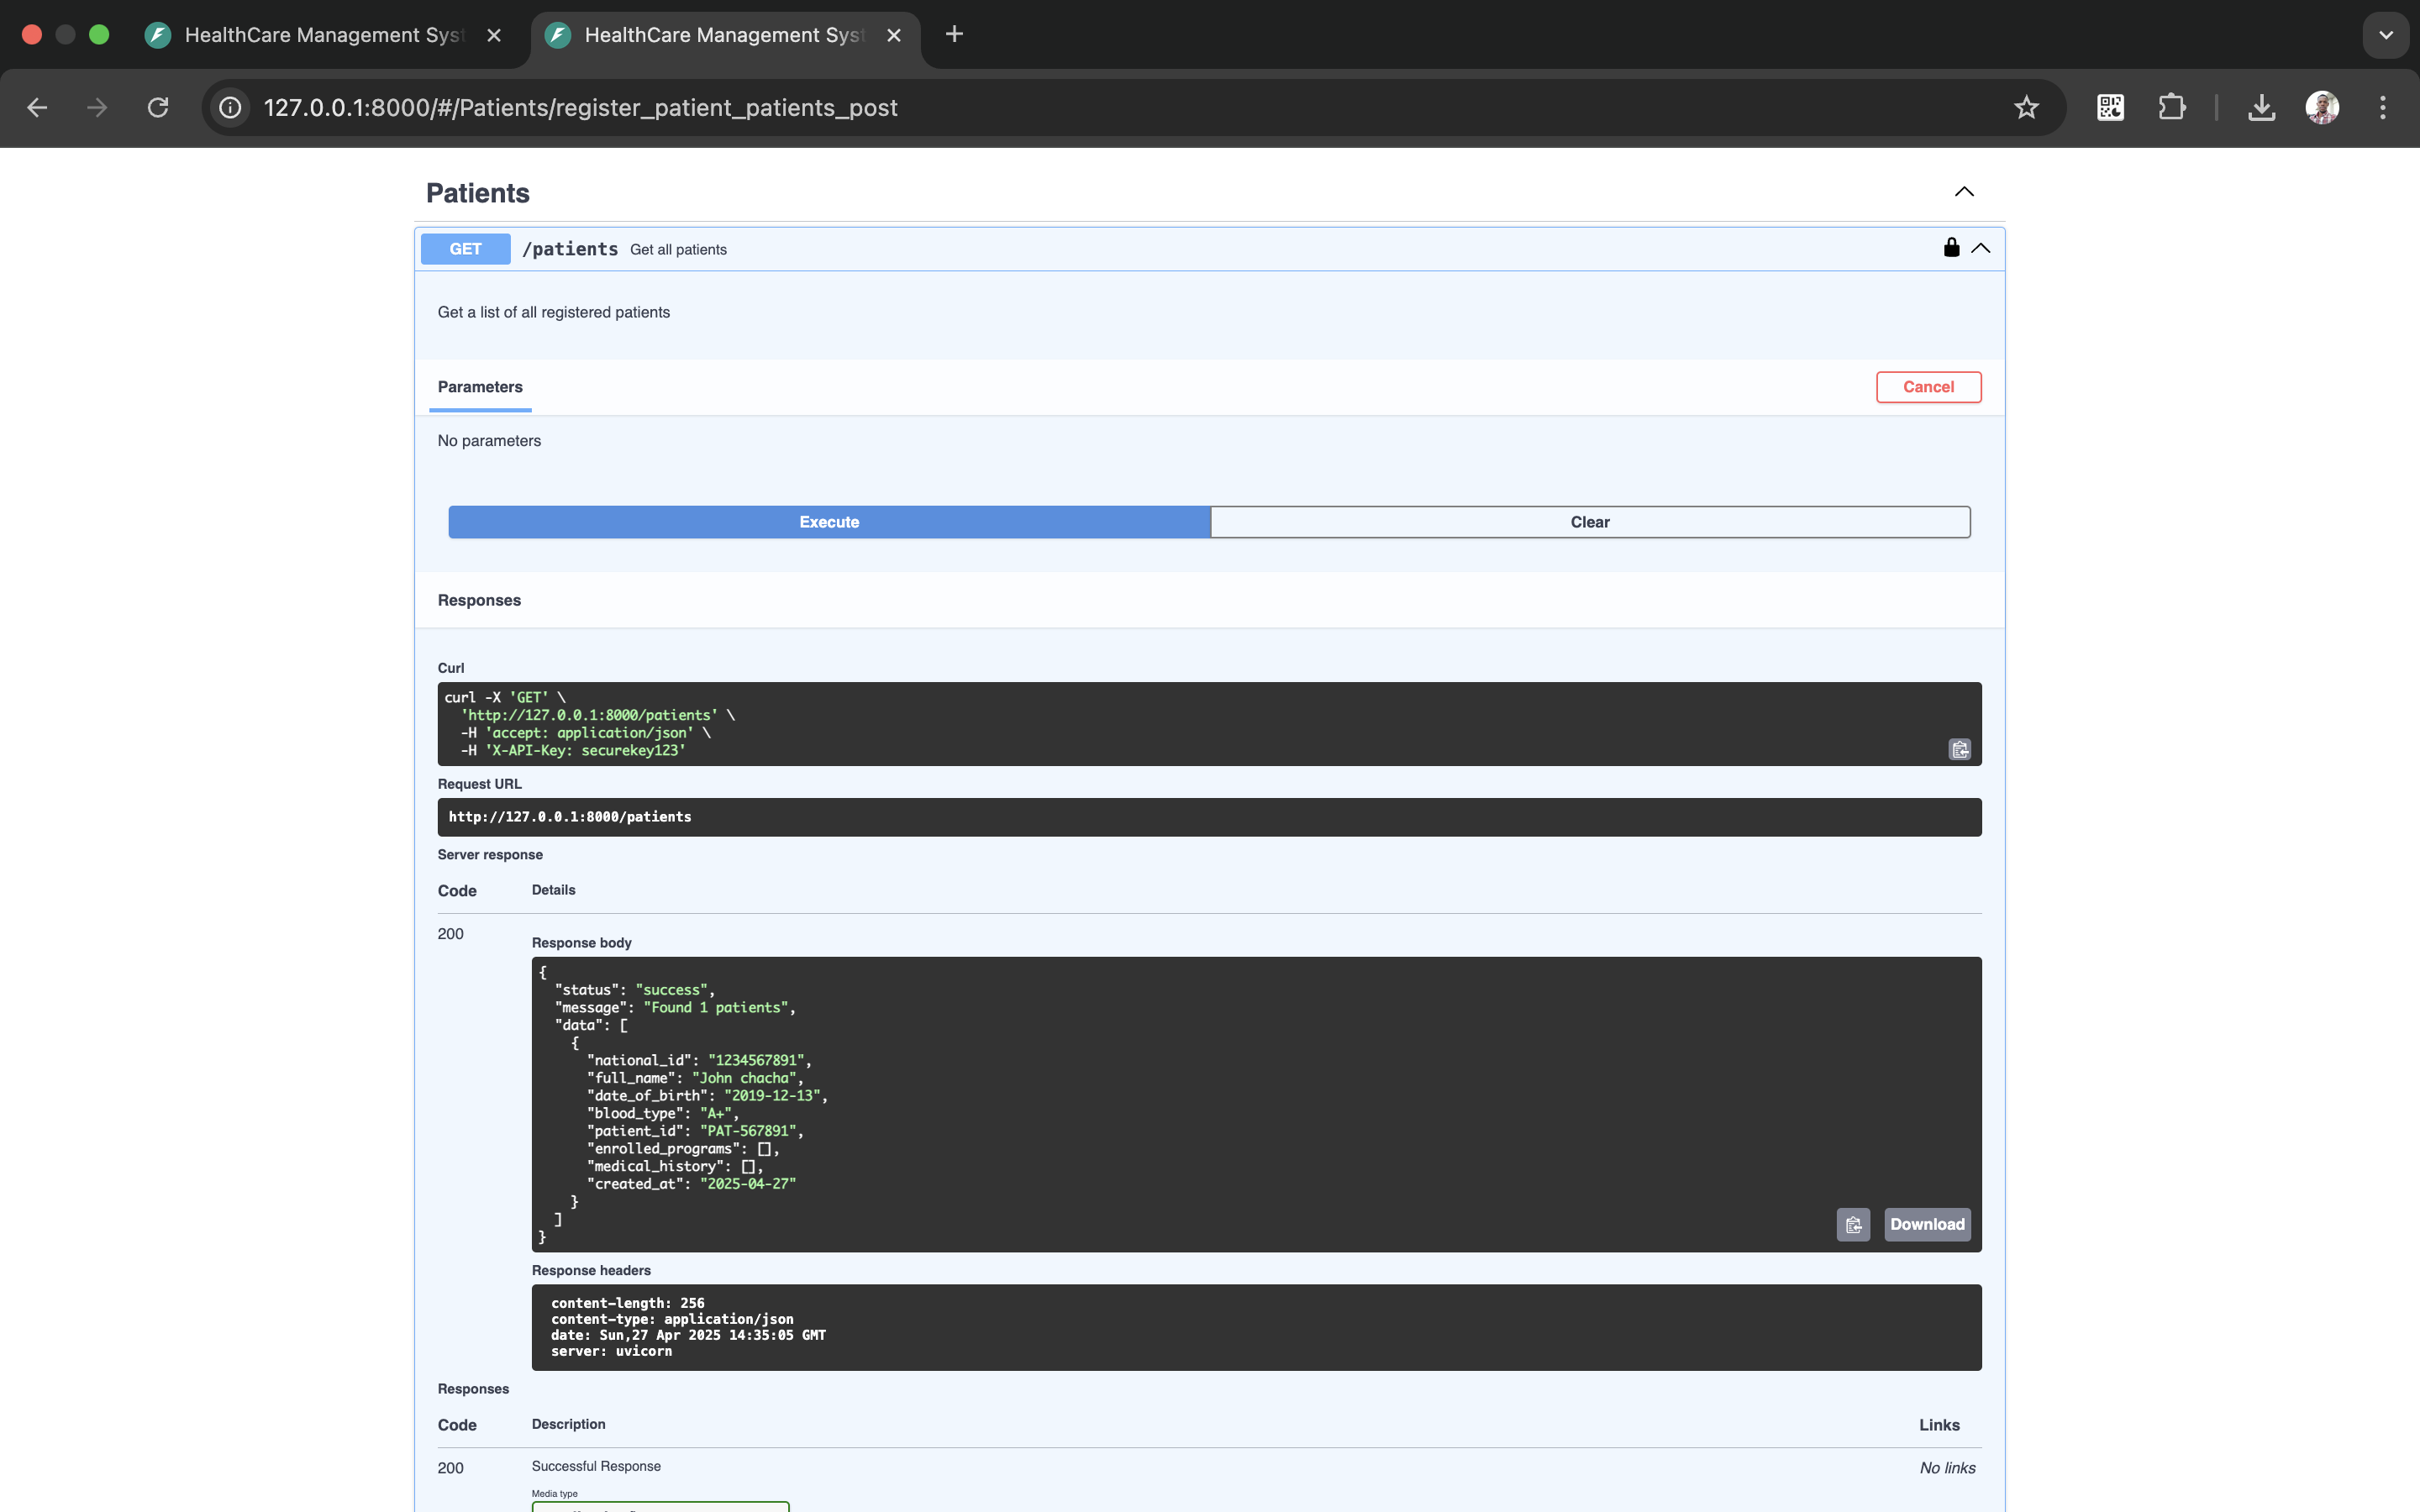 HealthCare Management Syst
HealthCare Management Syst
127.0.0.1:8000/#/Patients/register_patient_patients_post
Patients
GET /patients Get all patients
Get a list of all registered patients
Parameters
Cancel
No parameters
Execute
Clear
Responses
Curl
curl -X 'GET' \
'http://127.0.0.1:8000/patients' \
-H 'accept: application/json' \
-H 'X-API-Key: securekey123'
Request URL
http://127.0.0.1:8000/patients
Server response
Code Details
200
Response body
{
"status": "success",
"message": "Found 1 patients",
"data": [
{
"national_id": "1234567891",
"full_name": "John chacha",
"date_of_birth": "2019-12-13",
"blood_type": "A+",
"patient_id": "PAT-567891",
"enrolled_programs": [],
"medical_history": [],
"created_at": "2025-04-27"
}
]
}
Download
Response headers
content-length: 256
content-type: application/json
date: Sun,27 Apr 2025 14:35:05 GMT
server: uvicorn
Responses
Code Description Links
200 Successful Response No links
Media type